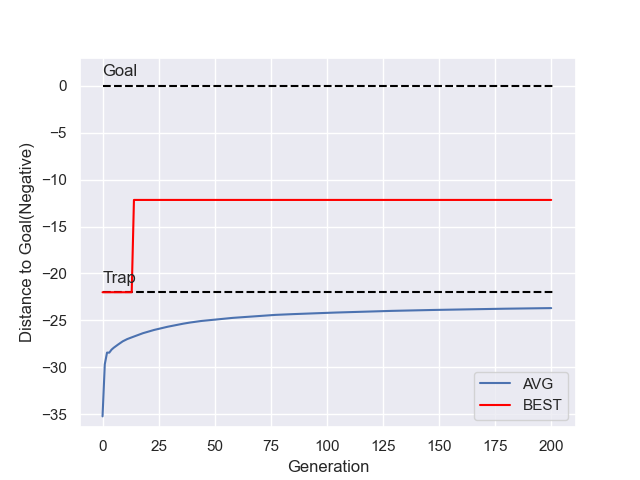 Goal
Trap
0
−5
−10
−15
−20
−25
−30
−35
Distance to Goal(Negative)
0 25 50 75 100 125 150 175 200
Generation
AVG
BEST